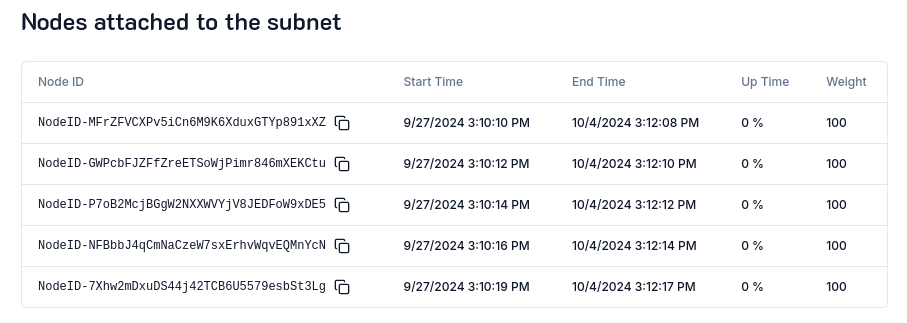 Nodes attached to the subnet
Node ID Start Time End Time Up Time Weight
NodeID-MFrZFVCXPv5iCn6M9K6XduxGTYp891xXZ 9/27/2024 3:10:10 PM 10/4/2024 3:12:08 PM 0 % 100
NodeID-GWPcbFJZFfZreETSoWjPimr846mXEKCtu 9/27/2024 3:10:12 PM 10/4/2024 3:12:10 PM 0 % 100
NodeID-P7oB2McjBGgW2NXXWVYjV8JEDFoW9xDE5 9/27/2024 3:10:14 PM 10/4/2024 3:12:12 PM 0 % 100
NodeID-NFBbbJ4qCmNaCzeW7sxErhvWqvEQMnYcN 9/27/2024 3:10:16 PM 10/4/2024 3:12:14 PM 0 % 100
NodeID-7Xhw2mDxuDS44j42TCB6U5579esbSt3Lg 9/27/2024 3:10:19 PM 10/4/2024 3:12:17 PM 0 % 100